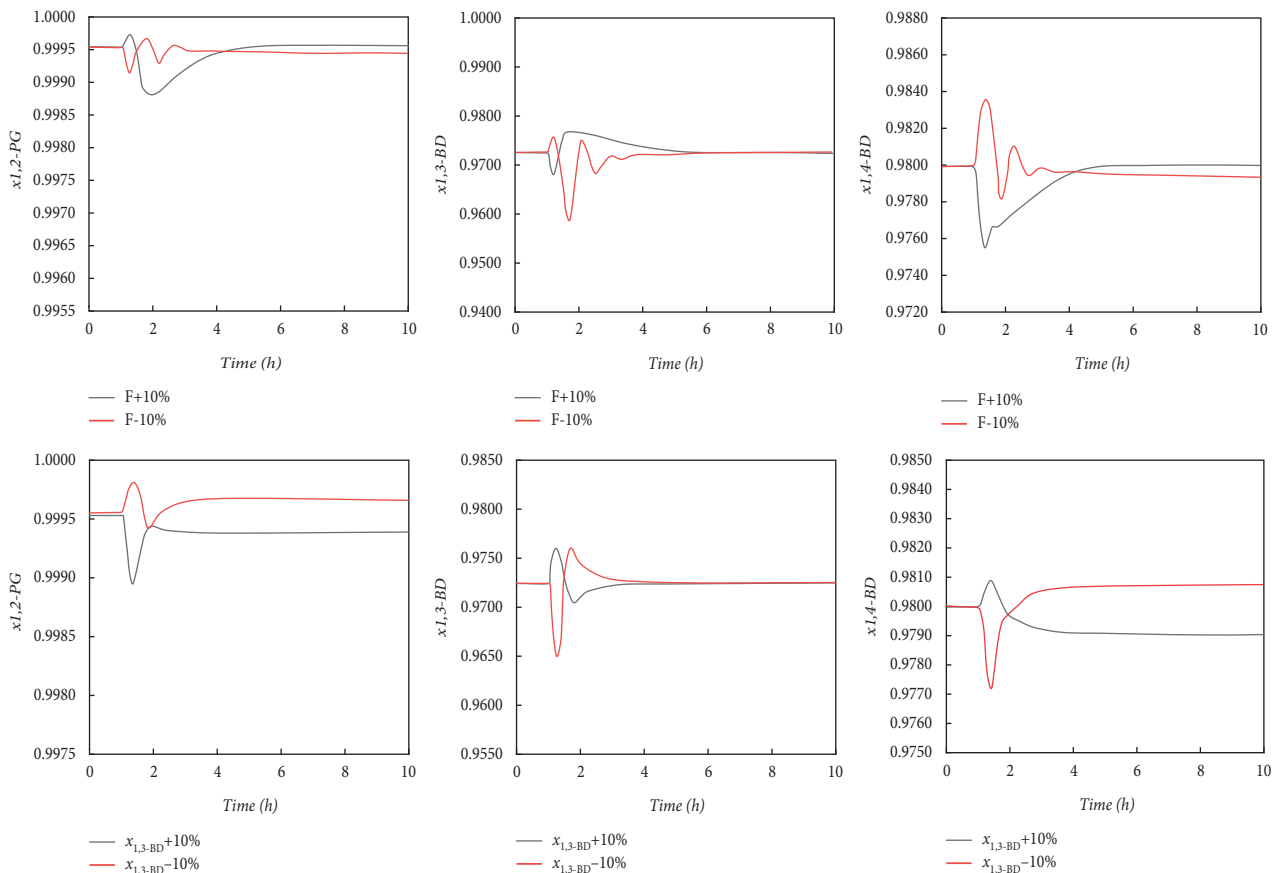 x1,2-PG
1.0000
0.9995
0.9990
0.9985
0.9980
0.9975
0.9970
0.9965
0.9960
0.9955
0 2 4 6 8 10
Time (h)
F+10%
F-10%
x1,3-BD
1.0000
0.9900
0.9800
0.9700
0.9600
0.9500
0.9400
0 2 4 6 8 10
Time (h)
F+10%
F-10%
x1,4-BD
0.9880
0.9860
0.9840
0.9820
0.9800
0.9780
0.9760
0.9740
0.9720
0 2 4 6 8 10
Time (h)
F+10%
F-10%
x1,2-PG
1.0000
0.9995
0.9990
0.9985
0.9980
0.9975
0 2 4 6 8 10
Time (h)
x1,3-BD+10%
x1,3-BD−10%
x1,3-BD
0.9850
0.9800
0.9750
0.9700
0.9650
0.9600
0.9550
0 2 4 6 8 10
Time (h)
x1,3-BD+10%
x1,3-BD−10%
x1,4-BD
0.9850
0.9840
0.9830
0.9820
0.9810
0.9800
0.9790
0.9780
0.9770
0.9760
0.9750
0 2 4 6 8 10
Time (h)
x1,3-BD+10%
x1,3-BD−10%